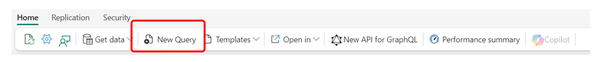 Home Replication Security
Get data New Query Templates Open in New API for GraphQL Performance summary Copilot